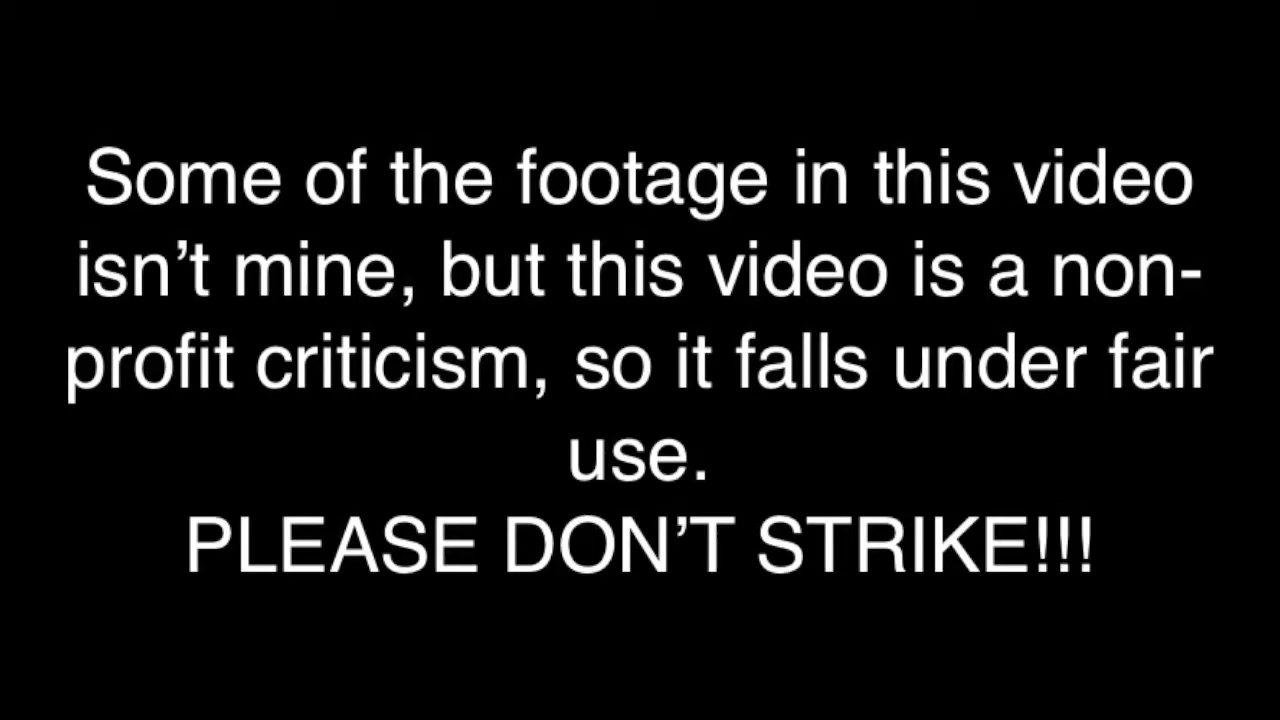 Some of the footage in this video
isn’t mine, but this video is a non-
profit criticism, so it falls under fair
use.
PLEASE DON’T STRIKE!!!